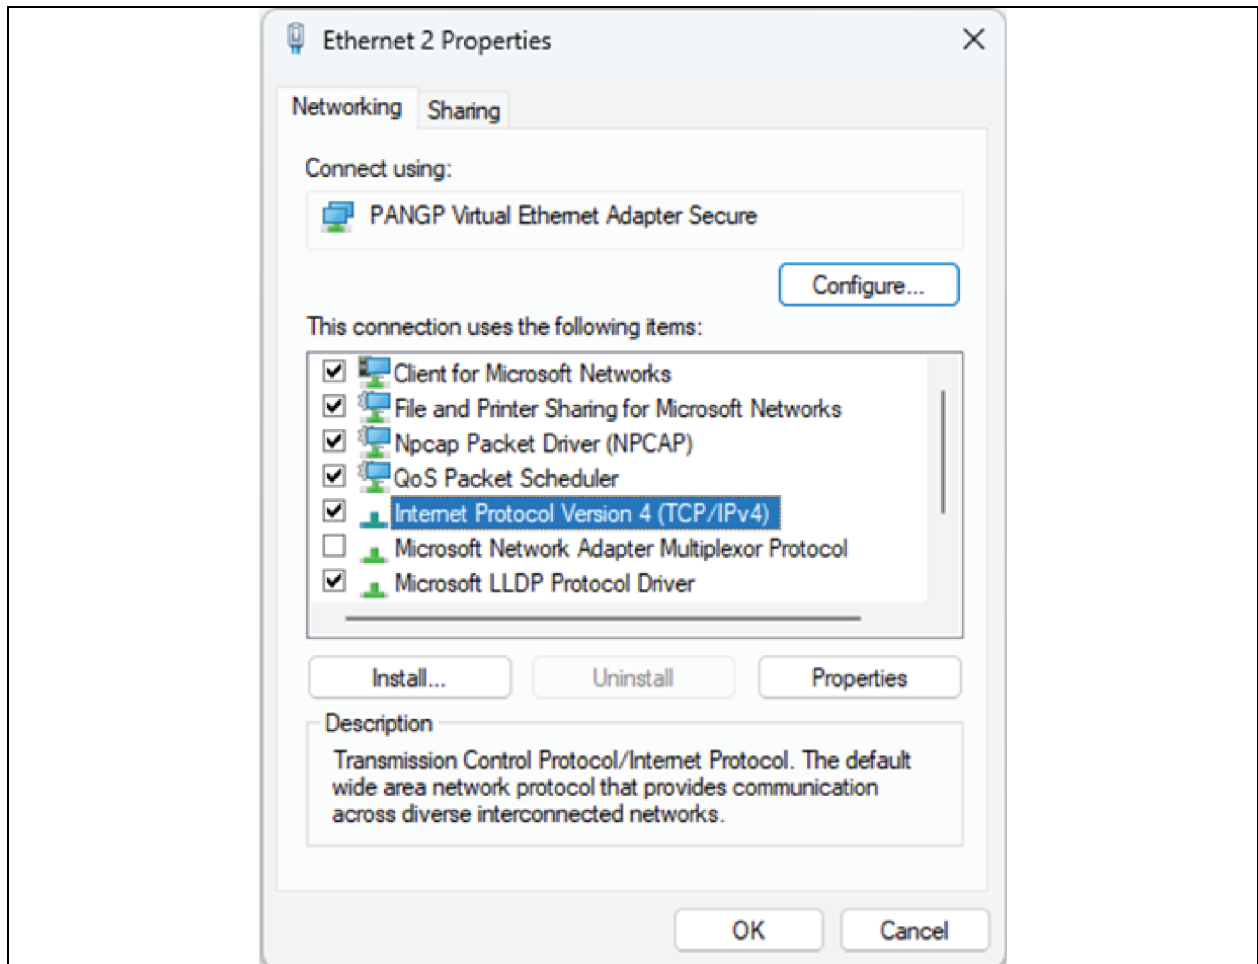 Ethernet 2 Properties
Networking
Sharing
Connect using:
PANGP Virtual Ethernet Adapter Secure
Configure...
This connection uses the following items:
Client for Microsoft Networks
File and Printer Sharing for Microsoft Networks
Npcap Packet Driver (NPCAP)
QoS Packet Scheduler
Internet Protocol Version 4 (TCP/IPv4)
Microsoft Network Adapter Multiplexor Protocol
Microsoft LLDP Protocol Driver
Install...
Uninstall
Properties
Description
Transmission Control Protocol/Internet Protocol. The default
wide area network protocol that provides communication
across diverse interconnected networks.
OK
Cancel